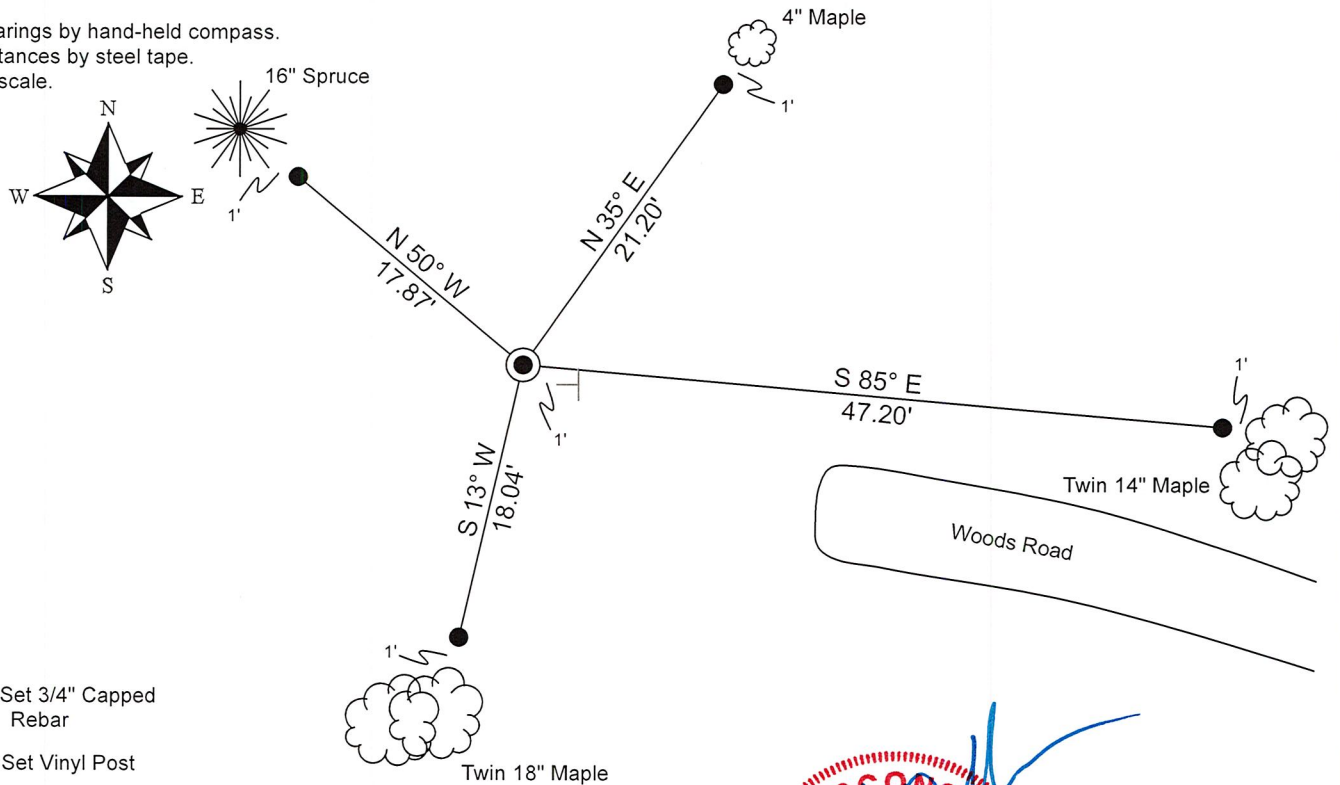 arings by hand-held compass.
tances by steel tape.
scale.
4" Maple
16" Spruce
1'
N
W
E
S
1'
N 35° E
21.20'
N 50° W
17.87'
S 85° E
47.20'
1'
1'
S 13° W
18.04'
Twin 14" Maple
Woods Road
1'
Set 3/4" Capped
Rebar
Set Vinyl Post
Twin 18" Maple